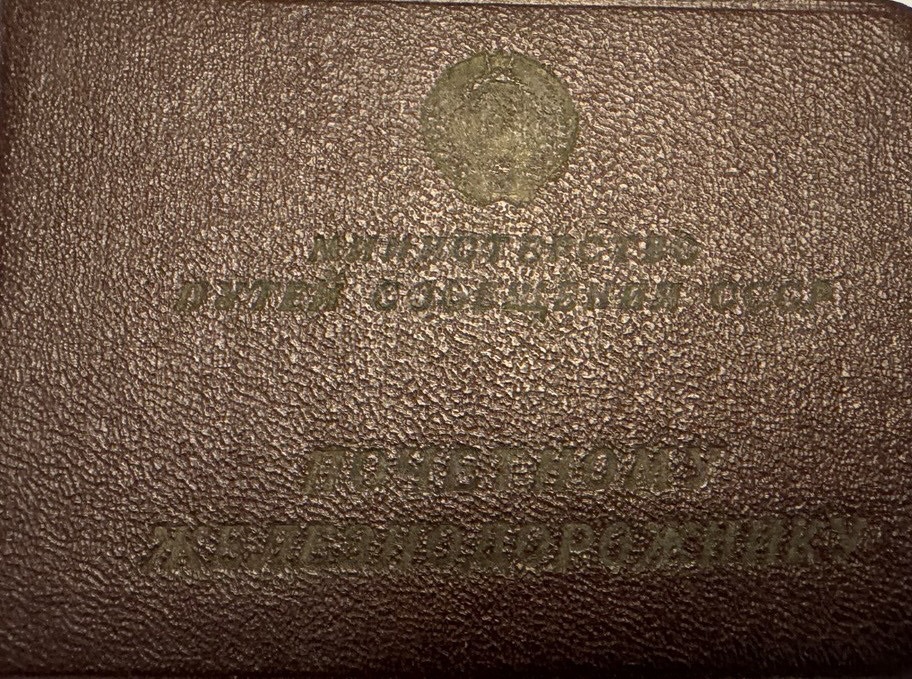 МИНИСТЕРСТВО
ПУТЕЙ СООБЩЕНИЯ СССР
ПОЧЕТНОМУ
ЖЕЛЕЗНОДОРОЖНИКУ